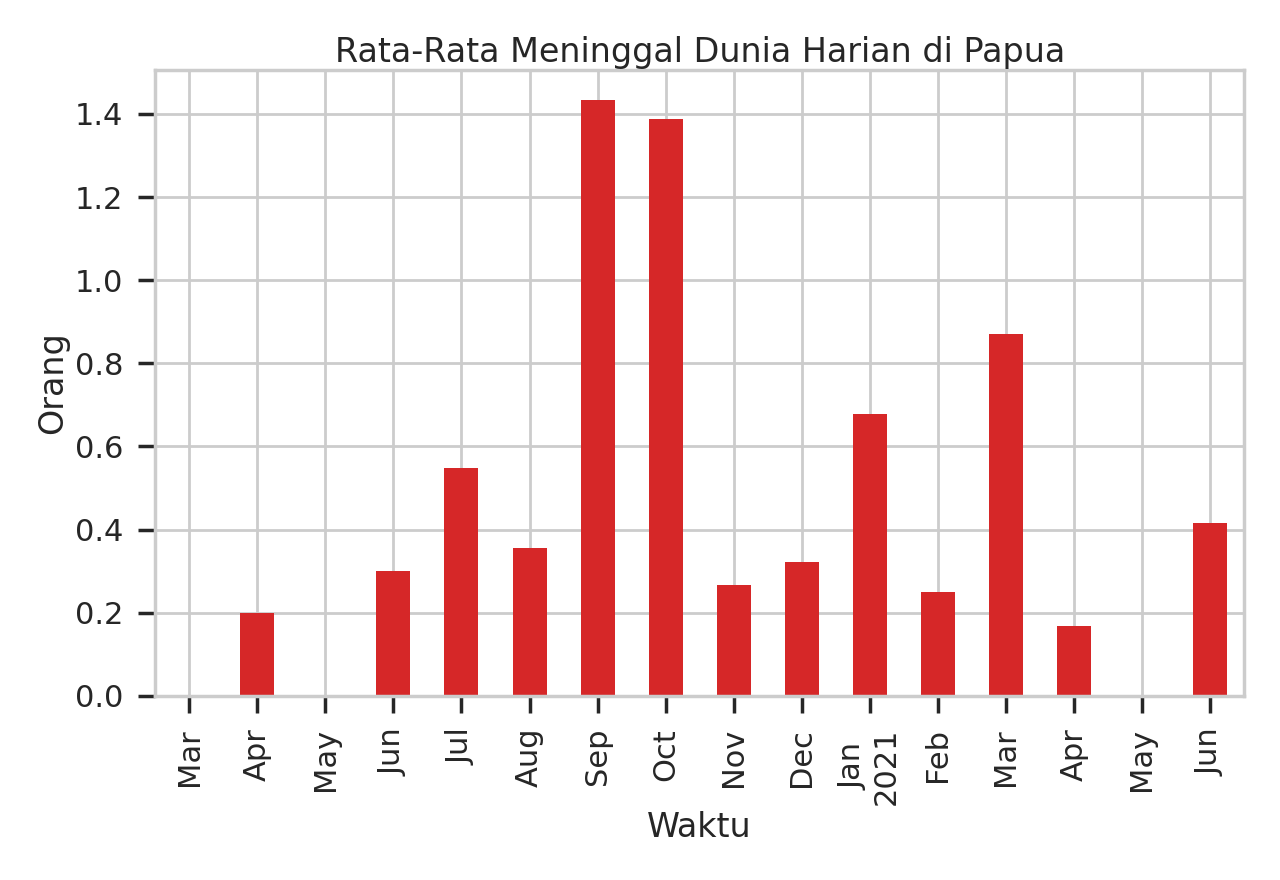 Rata-Rata Meninggal Dunia Harian di Papua
1.4
1.2
1.0
0.8
0.6
0.4
0.2
0.0
Orang
Mar
Apr
May
Jun
Jul
Aug
Sep
Oct
Nov
Dec
Jan
2021
Feb
Mar
Apr
May
Jun
Waktu